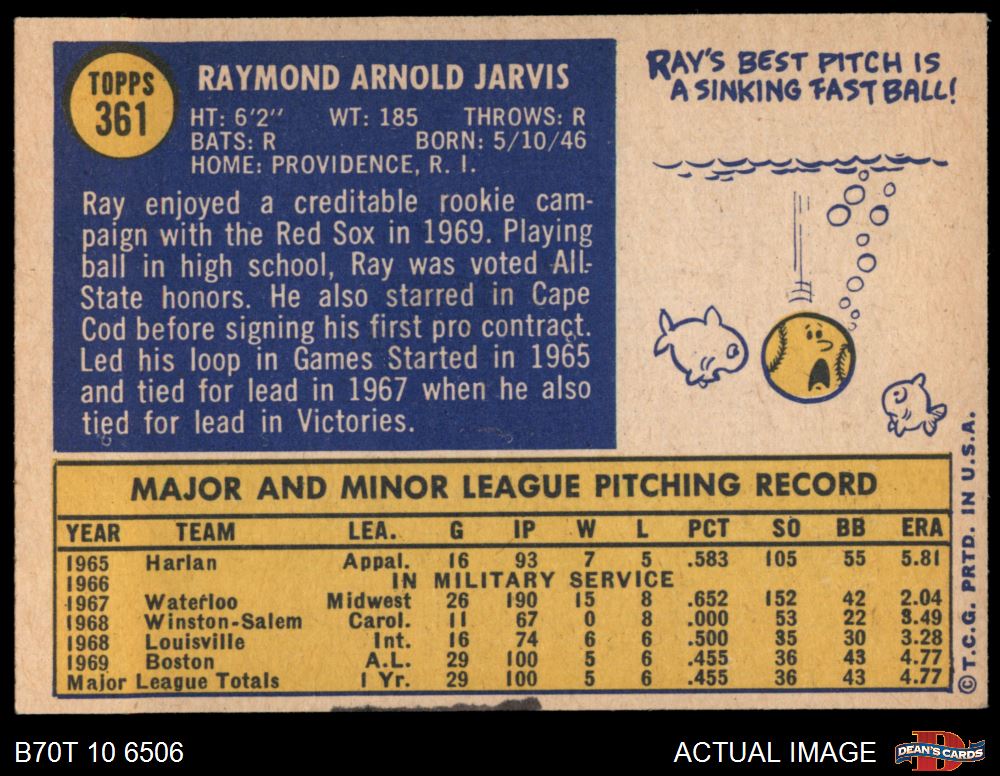 TOPPS
361
RAYMOND ARNOLD JARVIS
HT: 6'2" WT: 185 THROWS: R
BATS: R BORN: 5/10/46
HOME: PROVIDENCE, R. I.
Ray enjoyed a creditable rookie cam-
paign with the Red Sox in 1969. Playing
ball in high school, Ray was voted All-
State honors. He also starred in Cape
Cod before signing his first pro contract.
Led his loop in Games Started in 1965
and tied for lead in 1967 when he also
tied for lead in Victories.
RAY'S BEST PITCH IS
A SINKING FAST BALL!
MAJOR AND MINOR LEAGUE PITCHING RECORD
YEAR TEAM LEA. G IP W L PCT SO BB ERA
1965 Harlan Appal. 16 93 7 5 .583 105 55 5.81
1966 IN MILITARY SERVICE
1967 Waterloo Midwest 26 190 15 8 .652 152 42 2.04
1968 Winston-Salem Carol. 11 67 0 8 .000 53 22 3.49
1968 Louisville Int. 16 74 6 6 .500 35 30 3.28
1969 Boston A.L. 29 100 5 6 .455 36 43 4.77
Major League Totals 1 Yr. 29 100 5 6 .455 36 43 4.77
© T.C.G. PRTD. IN U.S.A.
B70T 10 6506
ACTUAL IMAGE
DEAN'S CARDS